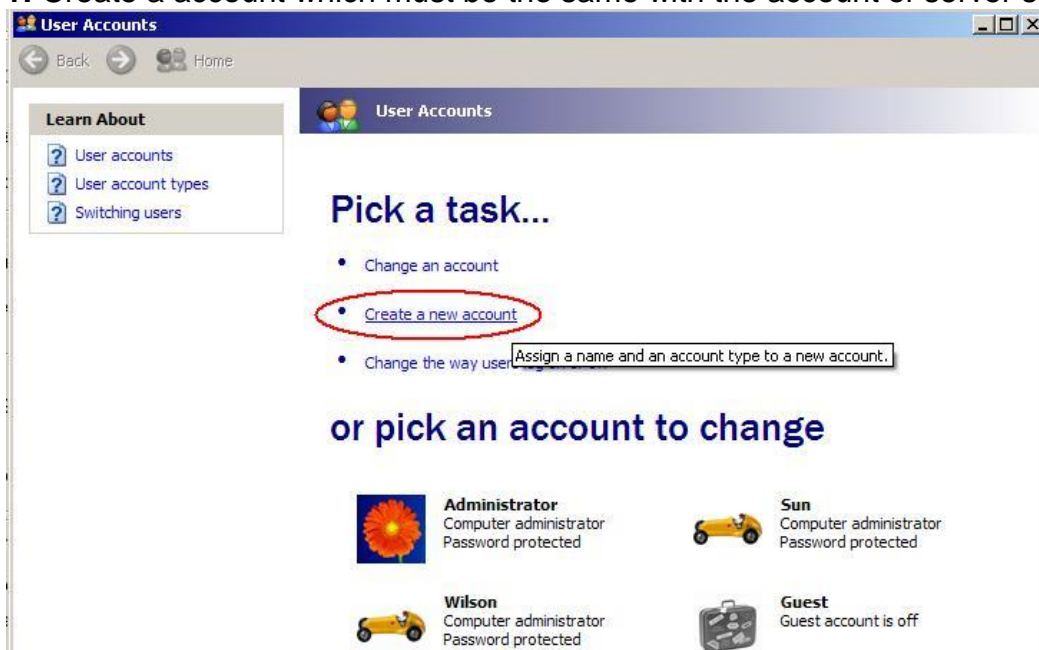 Create a account which must be the same with the account of server
User Accounts
Back Home
Learn About
User accounts
User account types
Switching users
User Accounts
Pick a task...
Change an account
Create a new account
Assign a name and an account type to a new account.
Change the way users
or pick an account to change
Administrator
Computer administrator
Password protected
Sun
Computer administrator
Password protected
Wilson
Computer administrator
Password protected
Guest
Guest account is off